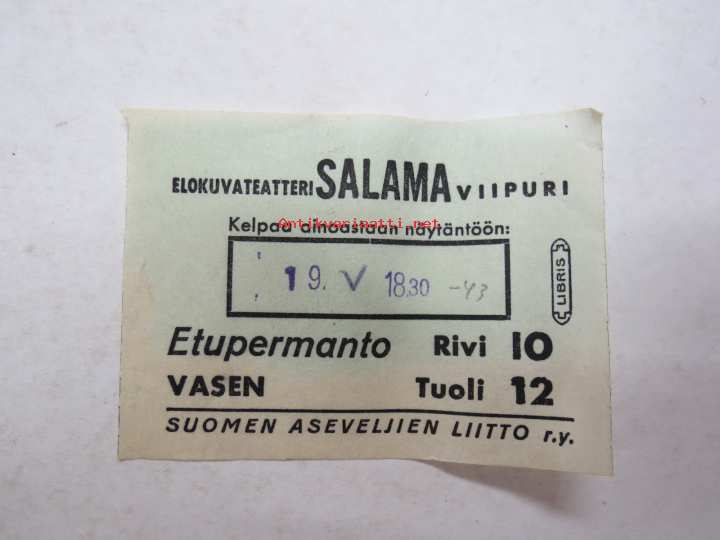 ELOKUVATEATTERI SALAMA VIIPURI
Antikvariaatti.net
Kelpaa ainoastaan näytäntöön:
19. V 18.30 -43
LIBRIS
Etupermanto Rivi 10
VASEN Tuoli 12
SUOMEN ASEVELJIEN LIITTO r.y.